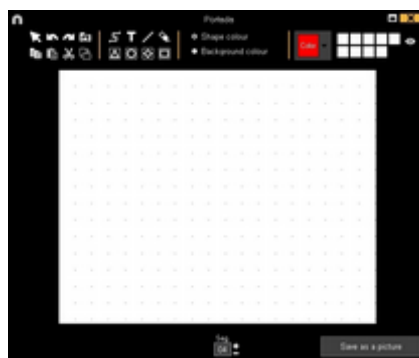 Portada
Shape colour
Background colour
Color
Save as a picture